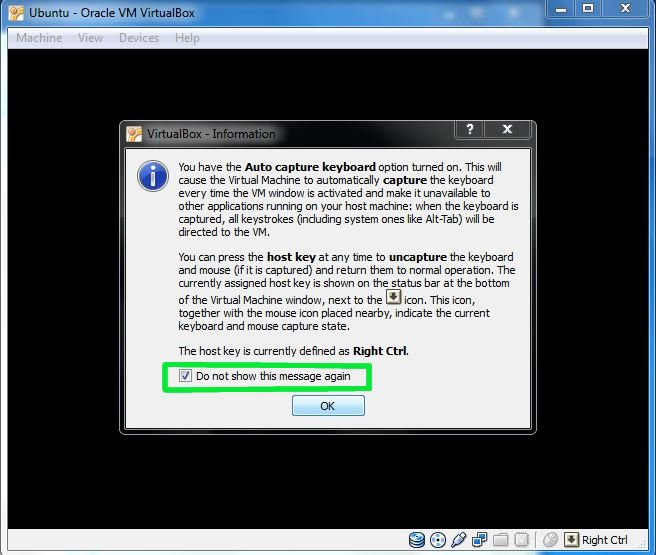 Ubuntu - Oracle VM VirtualBox
Machine View Devices Help
VirtualBox - Information
You have the Auto capture keyboard option turned on. This will
cause the Virtual Machine to automatically capture the keyboard
every time the VM window is activated and make it unavailable to
other applications running on your host machine: when the keyboard is
captured, all keystrokes (including system ones like Alt-Tab) will be
directed to the VM.
You can press the host key at any time to uncapture the keyboard
and mouse (if it is captured) and return them to normal operation. The
currently assigned host key is shown on the status bar at the bottom
of the Virtual Machine window, next to the icon. This icon,
together with the mouse icon placed nearby, indicate the current
keyboard and mouse capture state.
The host key is currently defined as Right Ctrl.
Do not show this message again
OK
Right Ctrl